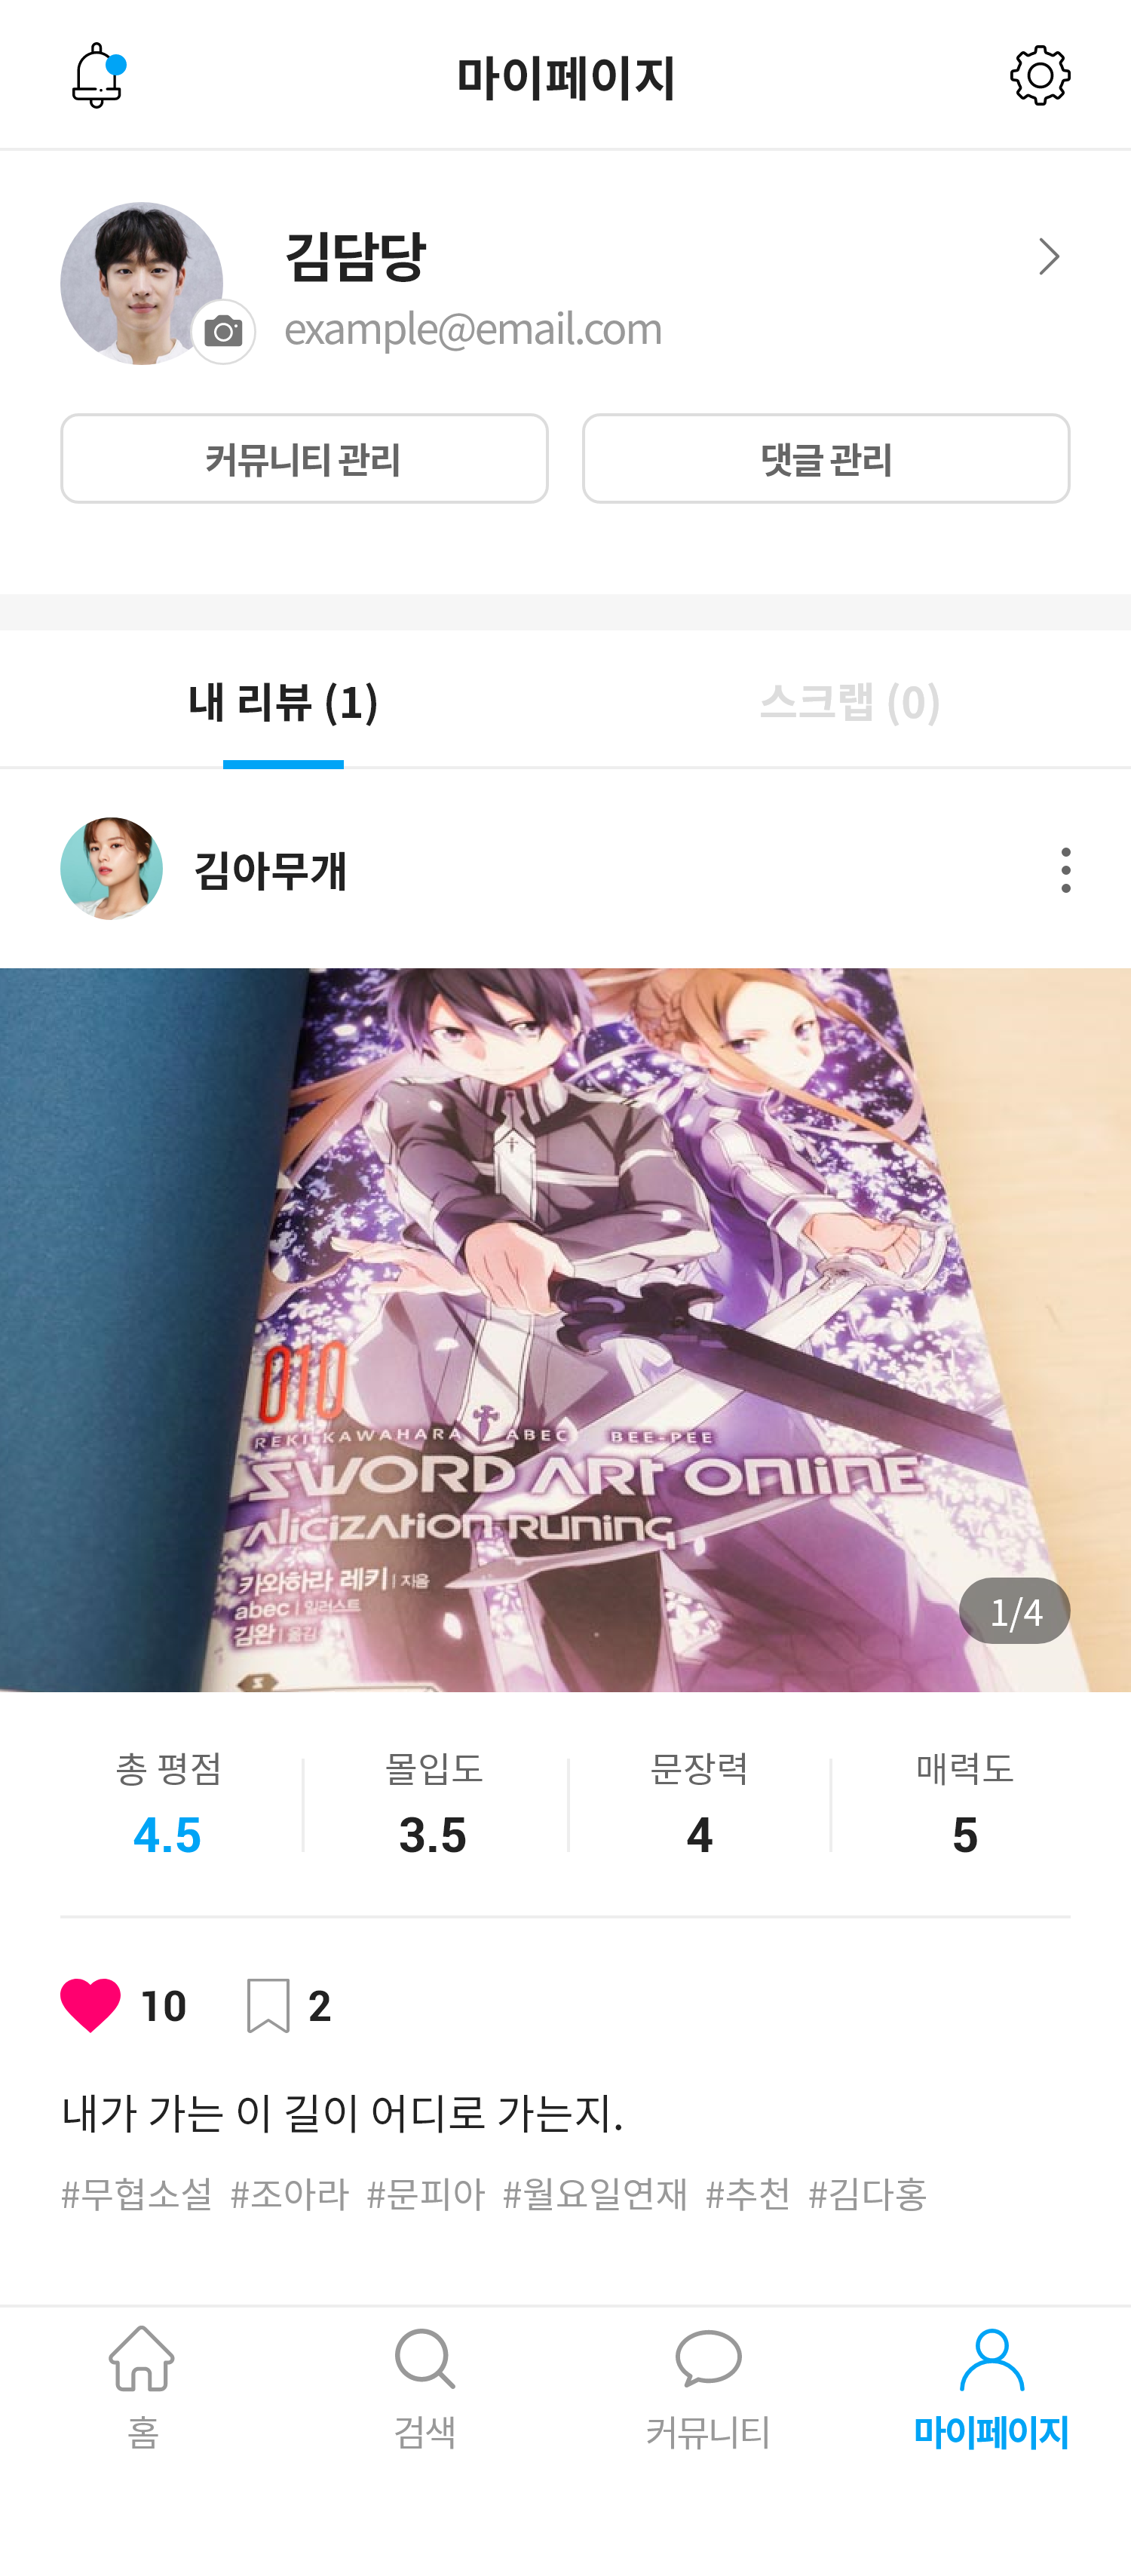 마이페이지
김담당
example@email.com
커뮤니티 관리
댓글 관리
내 리뷰 (1)
스크랩 (0)
김아무개
010
REKI KAWAHARA ABEC BEE-PEE
SWORD ART ONLINE
Alicization RUNING
카와하라 레키 | 지음
abec | 일러스트
김완 | 옮김
1/4
총 평점
몰입도
문장력
매력도
4.5
3.5
4
5
10
2
내가 가는 이 길이 어디로 가는지.
#무협소설 #조아라 #문피아 #월요일연재 #추천 #김다홍
홈
검색
커뮤니티
마이페이지